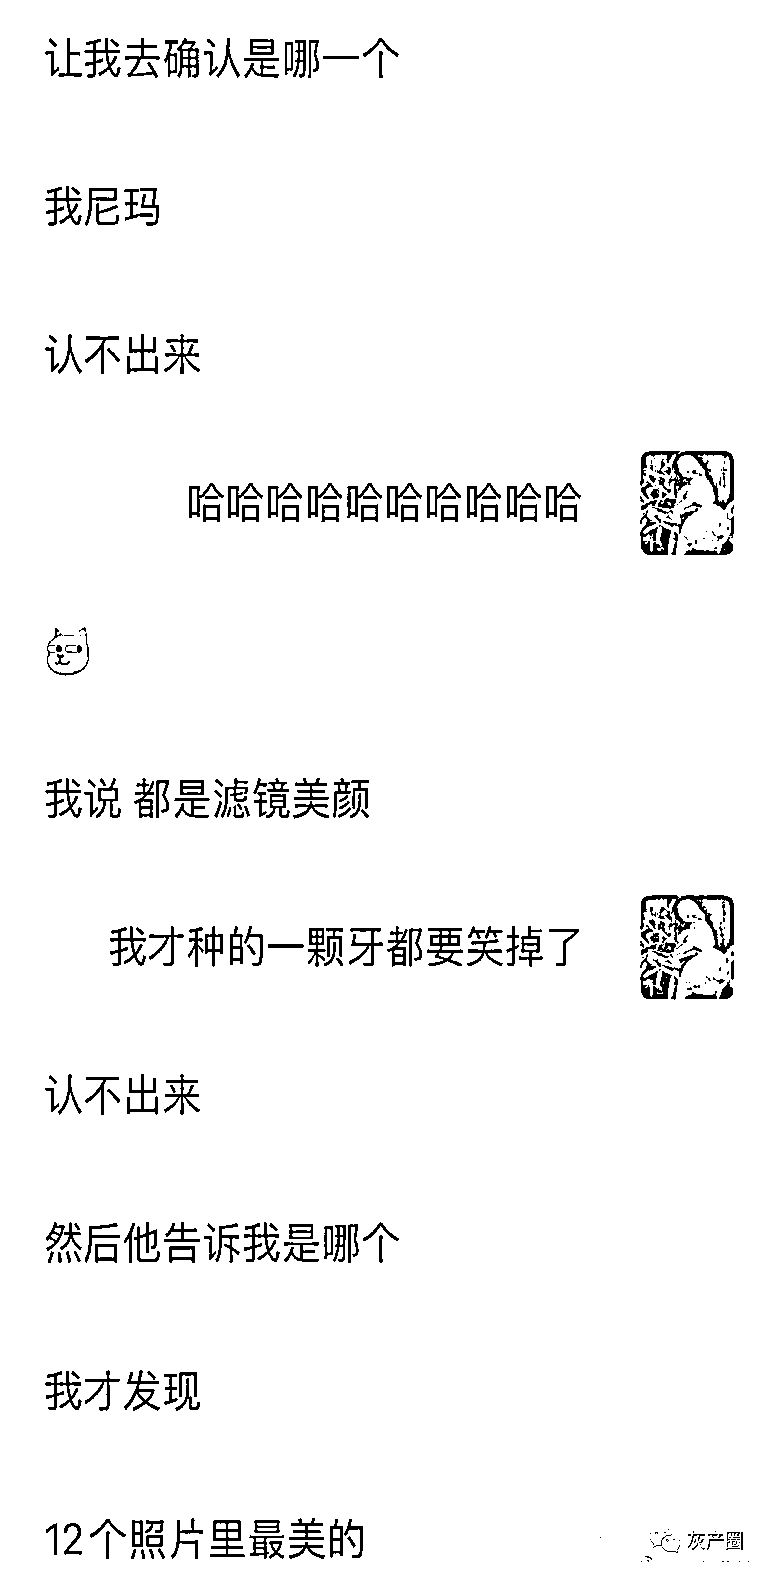 让我去确认是哪一个
我尼玛
认不出来
哈哈哈哈哈哈哈哈哈哈
我说 都是滤镜美颜
我才种的一颗牙都要笑掉了
认不出来
然后他告诉我是哪个
我才发现
12个照片里最美的
灰产圈